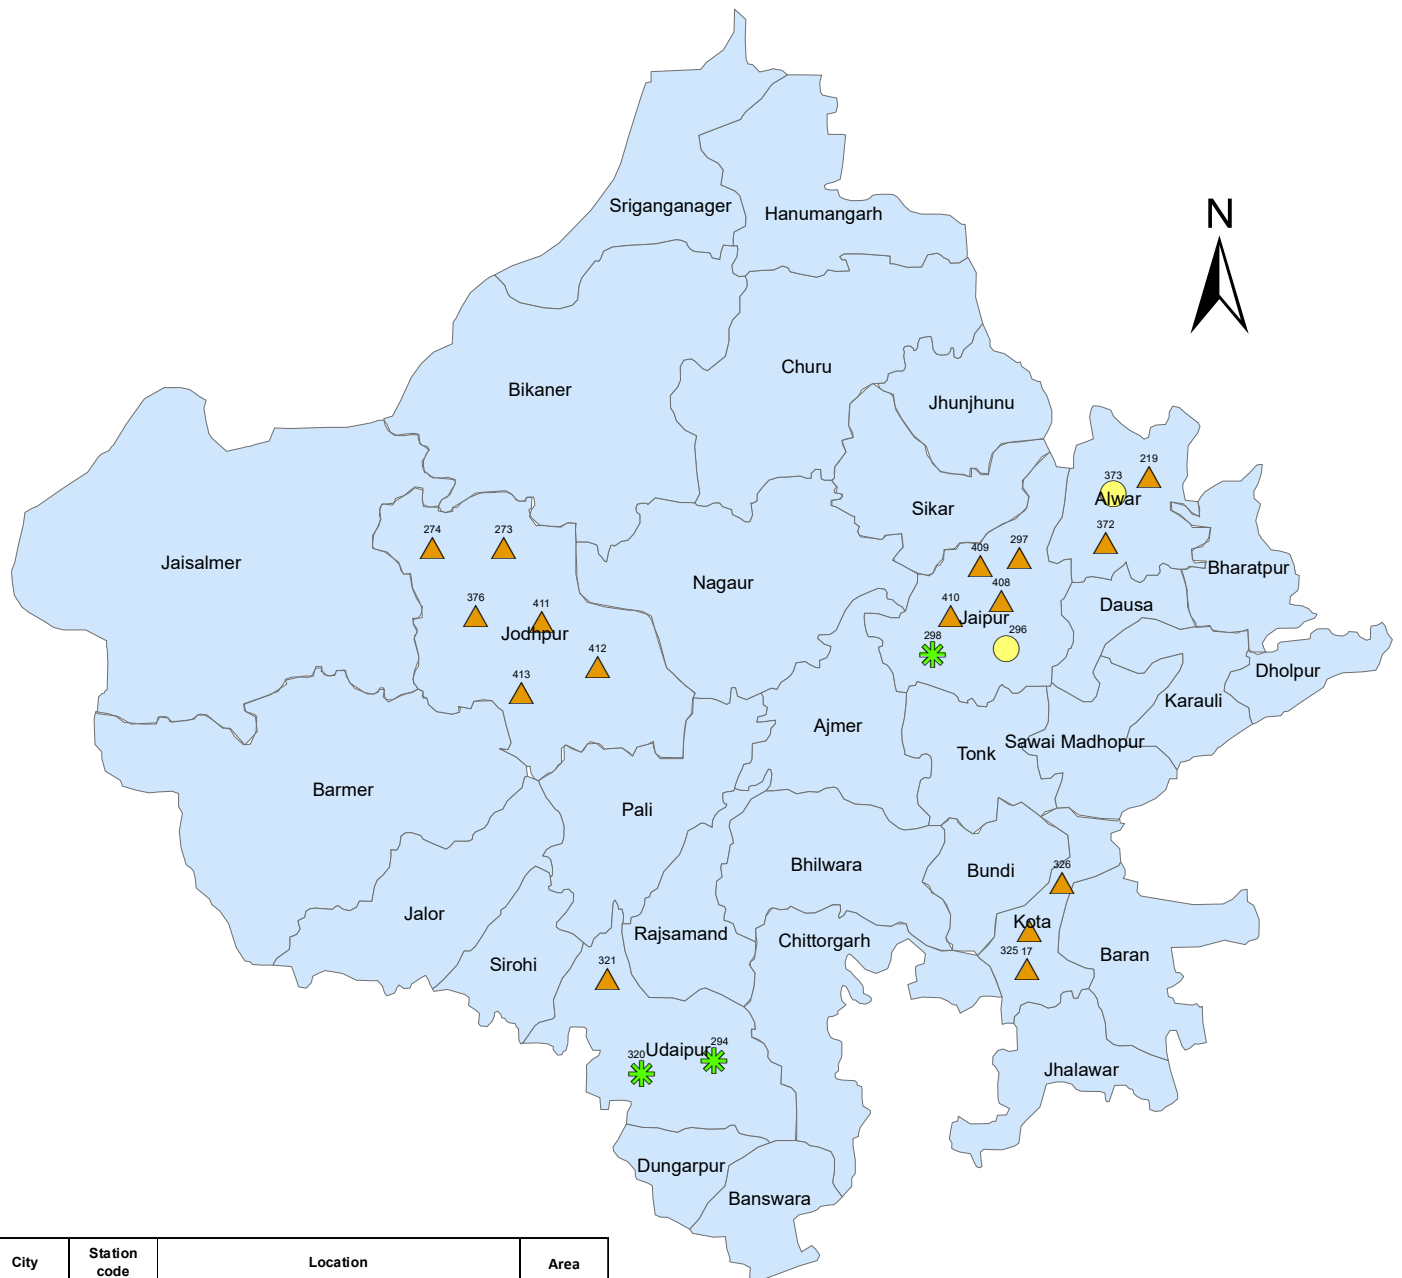 N
Sriganganager
Hanumangarh
Churu
Bikaner
Jhunjhunu
219
373
Alwar
Sikar
372
274
273
409
297
Jaisalmer
Bharatpur
Nagaur
408
376
411
410
Jaipur
Dausa
Jodhpur
298
296
412
Dholpur
413
Karauli
Ajmer
Sawai Madhopur
Tonk
Barmer
Pali
Bhilwara
326
Bundi
Jalor
Kota
Rajsamand
Chittorgarh
325 17
Baran
321
Sirohi
294
Udaipur
320
Jhalawar
Dungarpur
Banswara
City
Station
code
Location
Area